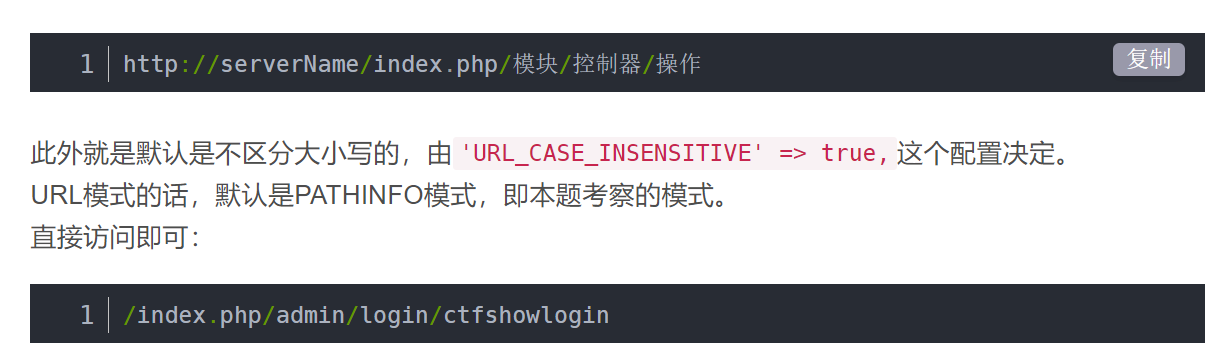 1 http://serverName/index.php/模块/控制器/操作
复制
此外就是默认是不区分大小写的，由'URL_CASE_INSENSITIVE' => true,这个配置决定。
URL模式的话，默认是PATHINFO模式，即本题考察的模式。
直接访问即可：
1 /index.php/admin/login/ctfshowlogin